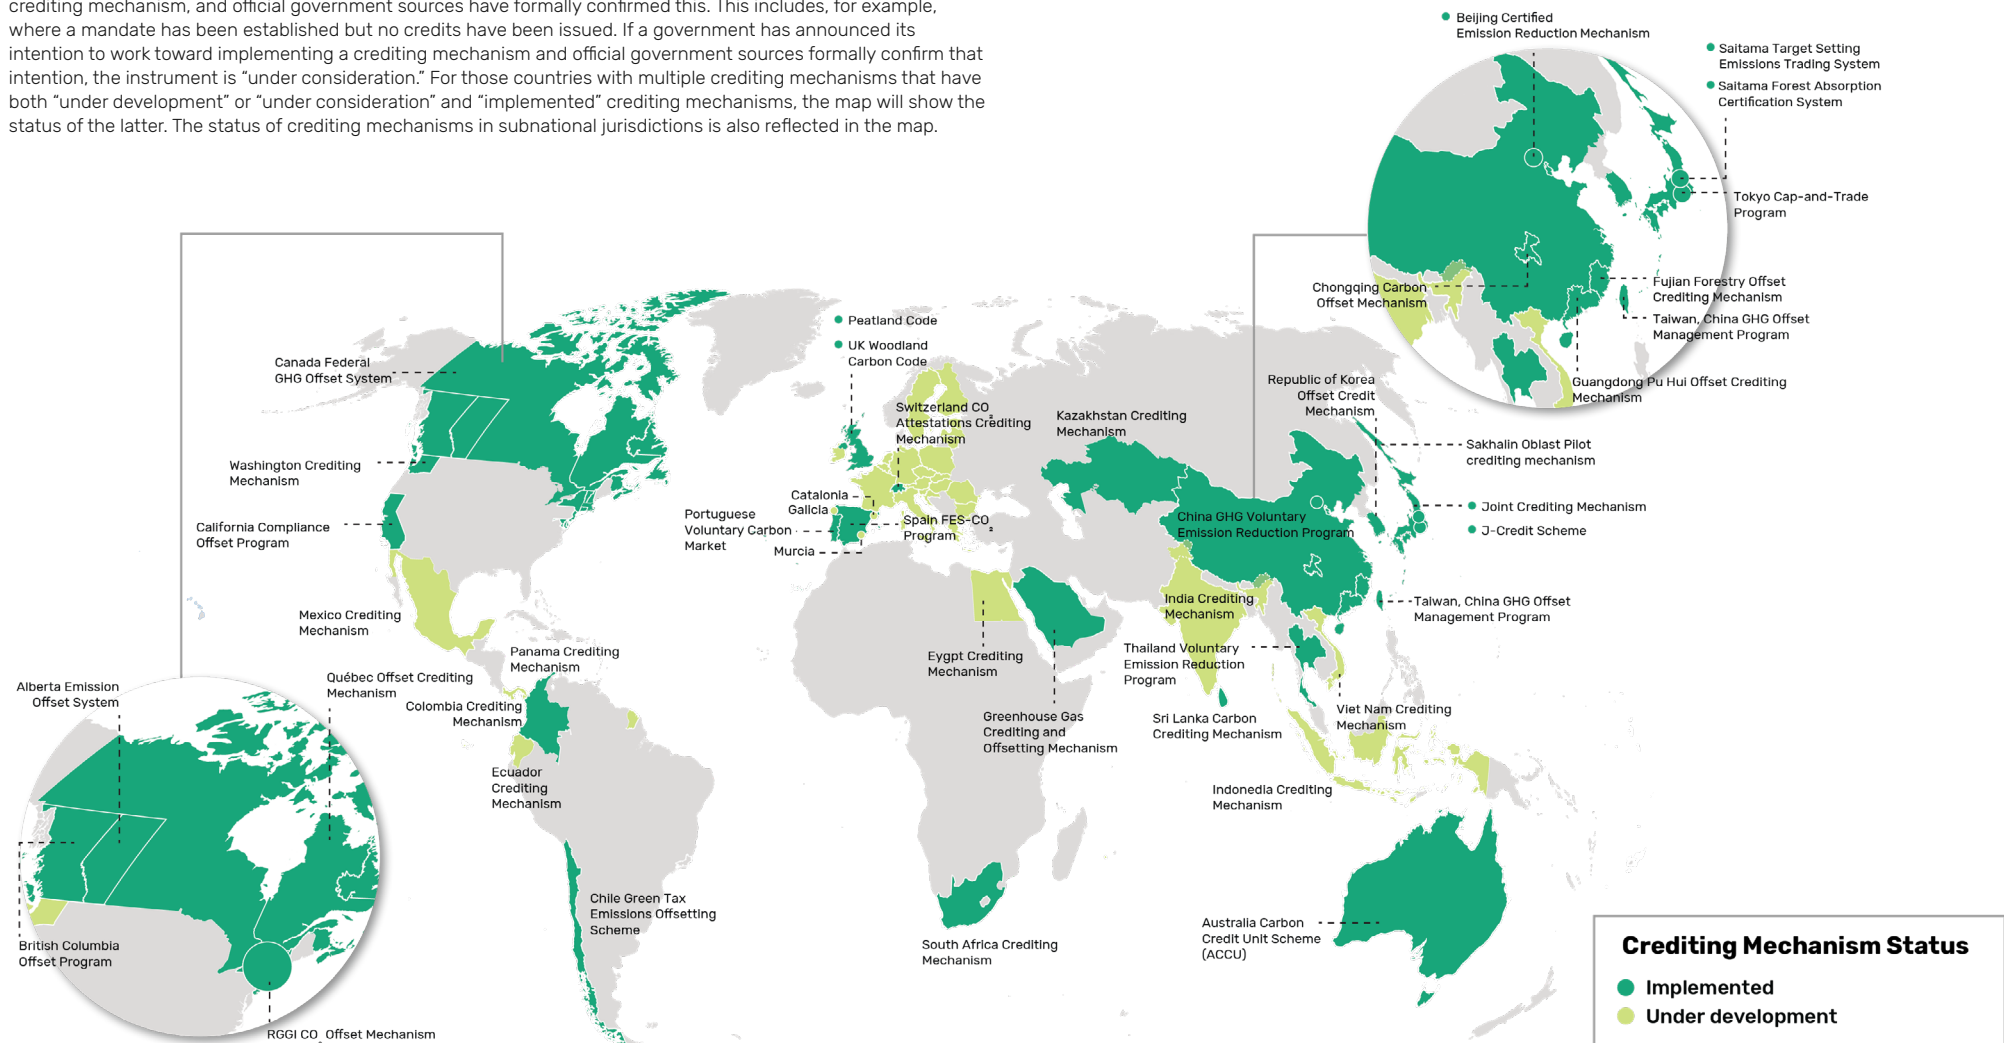 crediting mechanism, and official government sources have formally confirmed this. This includes, for example,
where a mandate has been established but no credits have been issued. If a government has announced its
intention to work toward implementing a crediting mechanism and official government sources formally confirm that
intention, the instrument is “under consideration.” For those countries with multiple crediting mechanisms that have
both “under development” or “under consideration” and “implemented” crediting mechanisms, the map will show the
status of the latter. The status of crediting mechanisms in subnational jurisdictions is also reflected in the map.
Beijing Certified
Emission Reduction Mechanism
Saitama Target Setting
Emissions Trading System
Saitama Forest Absorption
Certification System
Tokyo Cap-and-Trade
Program
Chongqing Carbon
Offset Mechanism
Fujian Forestry Offset
Crediting Mechanism
Taiwan, China GHG Offset
Management Program
Guangdong Pu Hui Offset Crediting
Mechanism
Canada Federal
GHG Offset System
Washington Crediting
Mechanism
California Compliance
Offset Program
Mexico Crediting
Mechanism
Panama Crediting
Mechanism
Québec Offset Crediting
Mechanism
Colombia Crediting
Mechanism
Ecuador
Crediting
Mechanism
Alberta Emission
Offset System
British Columbia
Offset Program
RGGI CO2 Offset Mechanism
Chile Green Tax
Emissions Offsetting
Scheme
Peatland Code
UK Woodland
Carbon Code
Switzerland CO2
Attestations Crediting
Mechanism
Catalonia
Galicia
Portuguese
Voluntary Carbon
Market
Murcia
Spain FES-CO2
Program
Kazakhstan Crediting
Mechanism
Republic of Korea
Offset Credit
Mechanism
Sakhalin Oblast Pilot
crediting mechanism
Joint Crediting Mechanism
J-Credit Scheme
China GHG Voluntary
Emission Reduction Program
Taiwan, China GHG Offset
Management Program
India Crediting
Mechanism
Eygpt Crediting
Mechanism
Greenhouse Gas
Crediting and
Offsetting Mechanism
Thailand Voluntary
Emission Reduction
Program
Sri Lanka Carbon
Crediting Mechanism
Viet Nam Crediting
Mechanism
Indonedia Crediting
Mechanism
South Africa Crediting
Mechanism
Australia Carbon
Credit Unit Scheme
(ACCU)
Crediting Mechanism Status
Implemented
Under development